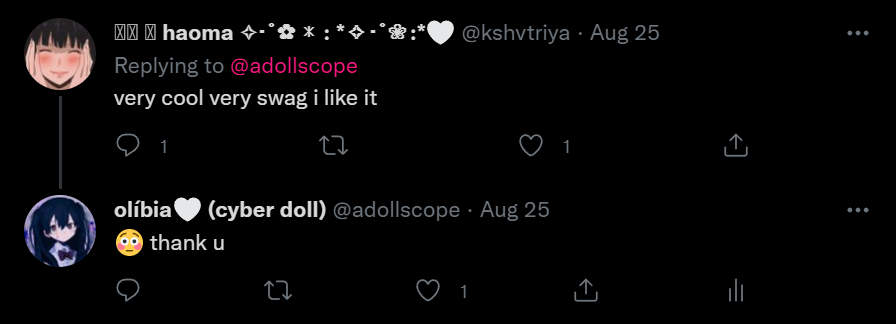 haoma ✧･ﾟ✿ * : *✧･ﾟ❀:*🤍 @kshvtriya · Aug 25
Replying to @adollscope
very cool very swag i like it
1 1
olíbia🤍 (cyber doll) @adollscope · Aug 25
😳 thank u
1